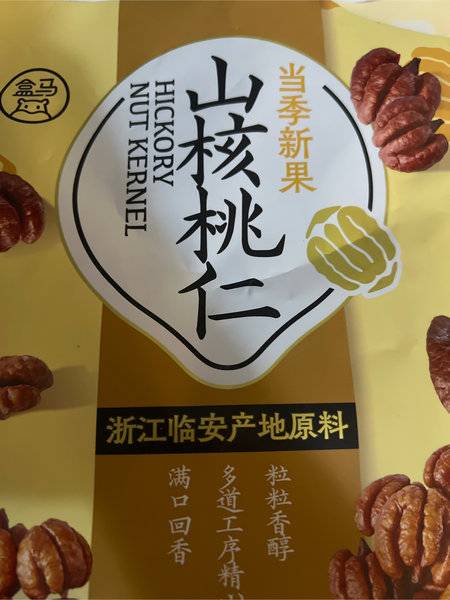 盒马
当季新果
山核桃仁
HICKORY
NUT KERNEL
浙江临安产地原料
粒粒香醇
多道工序精
满口回香